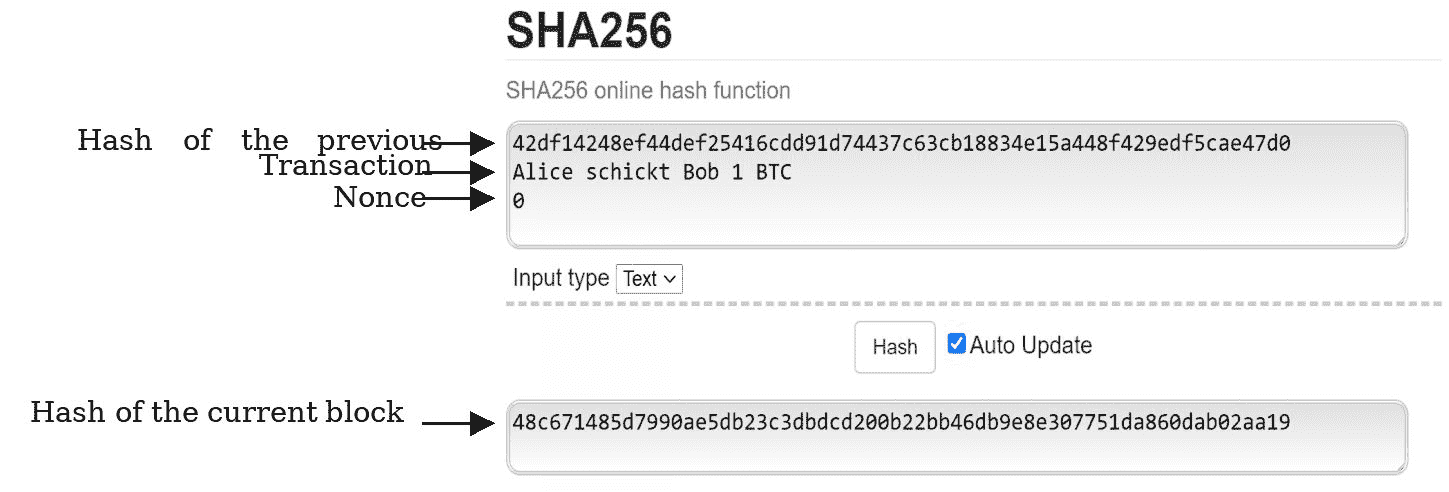 SHA256
SHA256 online hash function
Hash of the previous
42df14248ef44def25416cdd91d74437c63cb18834e15a448f429edf5cae47d0
Transaction
Alice schickt Bob 1 BTC
Nonce
0
Input type Text
Hash Auto Update
Hash of the current block
48c671485d7990ae5db23c3dbdcd200b22bb46db9e8e307751da860dab02aa19